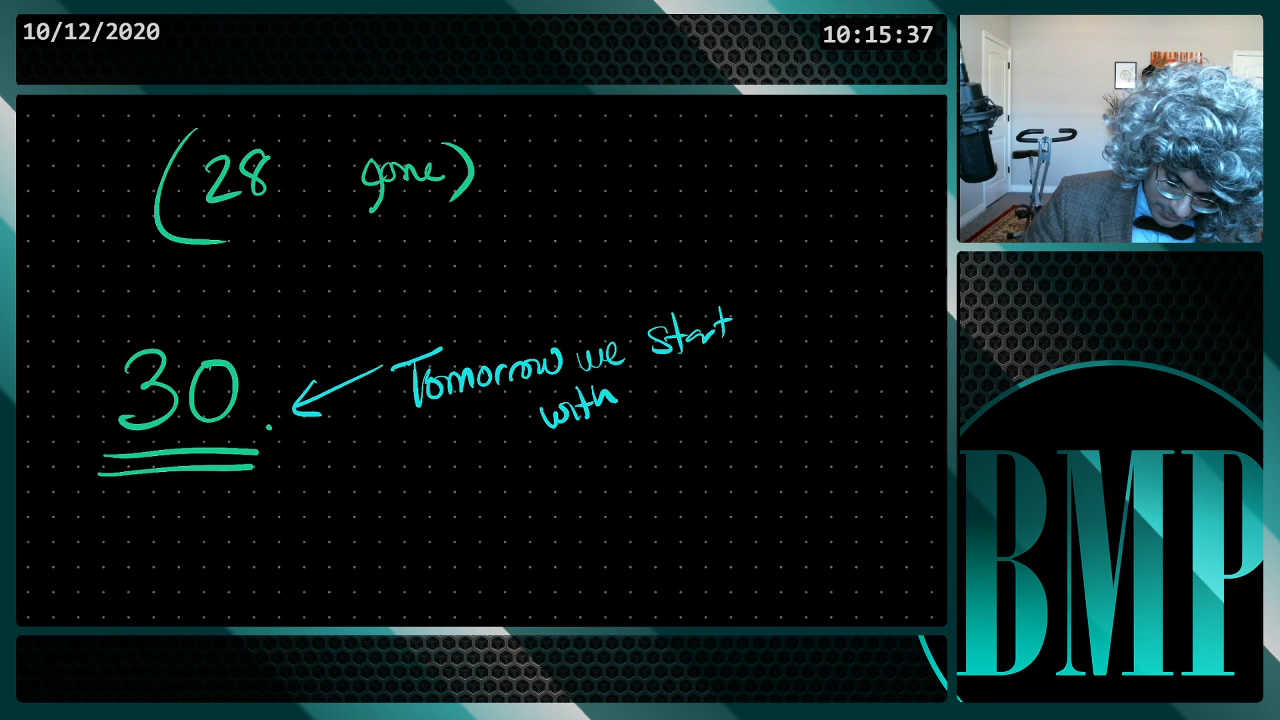 10/12/2020
10:15:37
(28 gone)
30.
Tomorrow we start
with
BMP